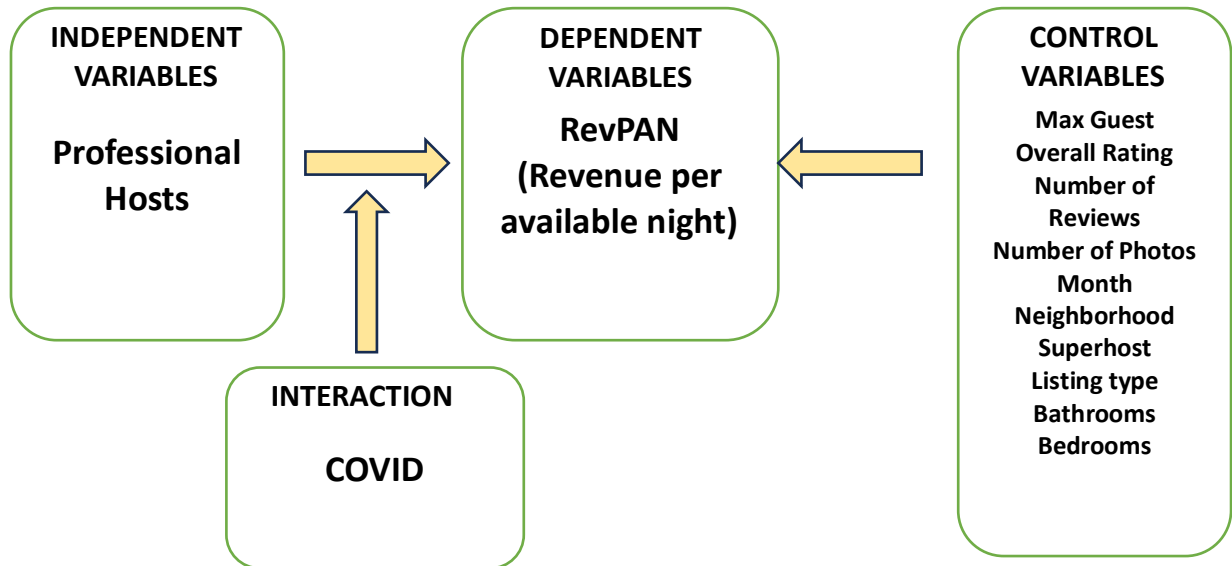 INDEPENDENT
VARIABLES
Professional
Hosts
DEPENDENT
VARIABLES
RevPAN
(Revenue per
available night)
CONTROL
VARIABLES
Max Guest
Overall Rating
Number of
Reviews
Number of Photos
Month
Neighborhood
Superhost
Listing type
Bathrooms
Bedrooms
INTERACTION
COVID